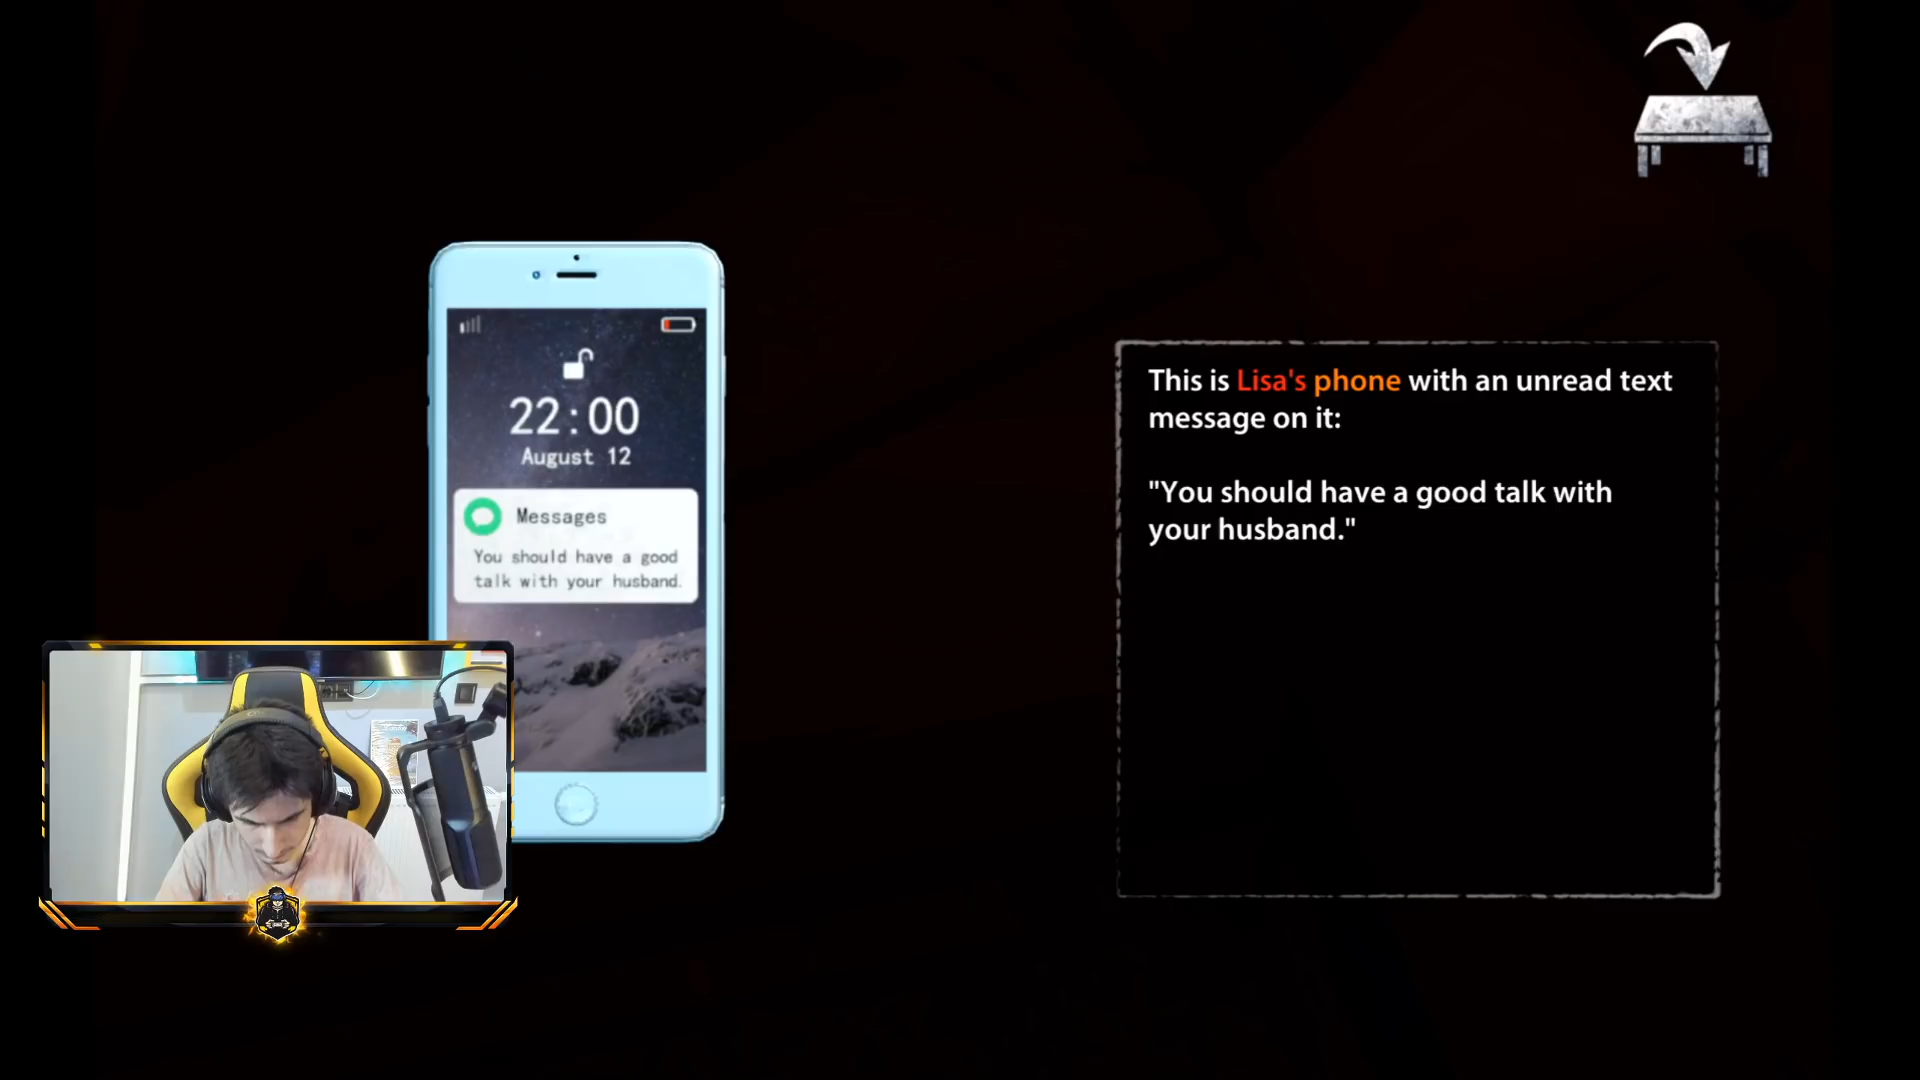 22:00
August 12
Messages
You should have a good
talk with your husband.
This is Lisa's phone with an unread text
message on it:
"You should have a good talk with
your husband."